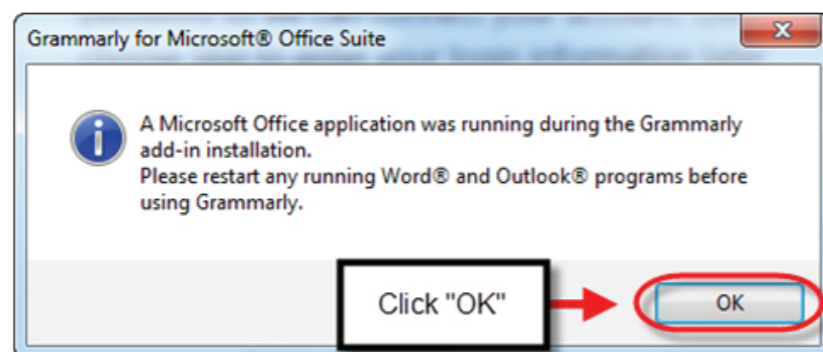 Grammarly for Microsoft® Office Suite
A Microsoft Office application was running during the Grammarly
add-in installation.
Please restart any running Word® and Outlook® programs before
using Grammarly.
Click "OK"
OK